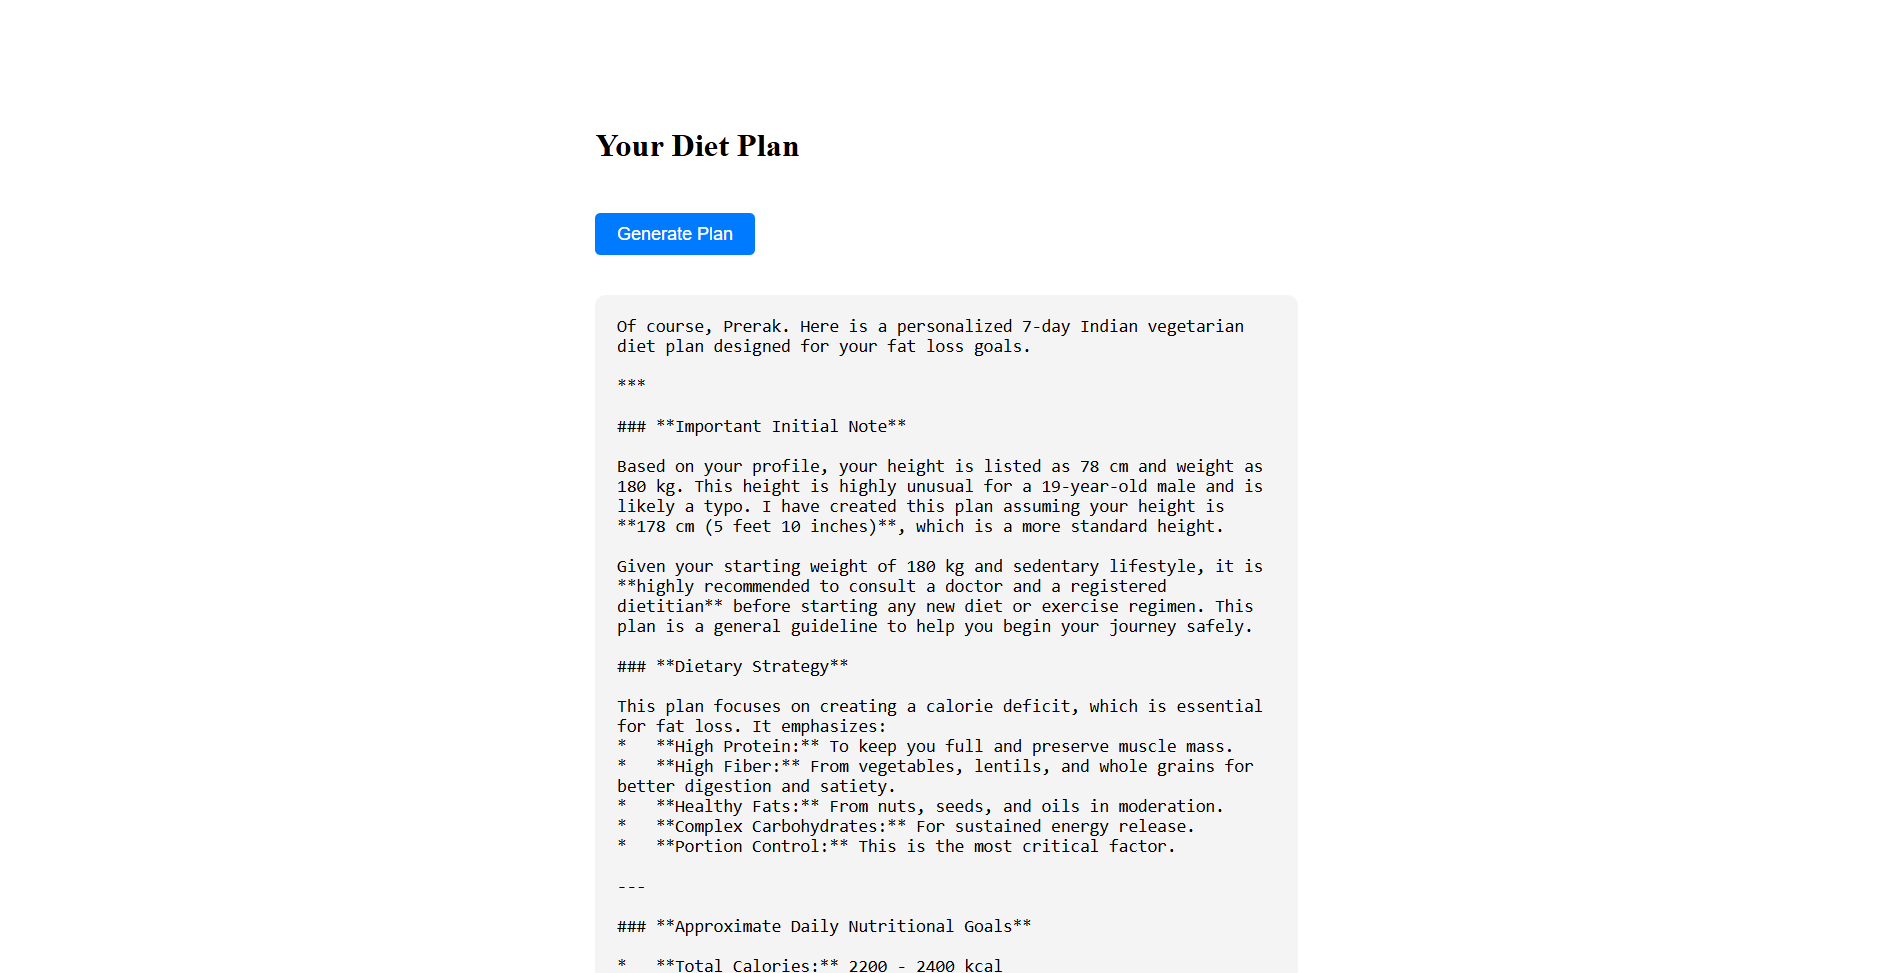 Your Diet Plan
Generate Plan
Of course, Prerak. Here is a personalized 7-day Indian vegetarian
diet plan designed for your fat loss goals.
***
### **Important Initial Note**
Based on your profile, your height is listed as 78 cm and weight as
180 kg. This height is highly unusual for a 19-year-old male and is
likely a typo. I have created this plan assuming your height is
**178 cm (5 feet 10 inches)**, which is a more standard height.
Given your starting weight of 180 kg and sedentary lifestyle, it is
**highly recommended to consult a doctor and a registered
dietitian** before starting any new diet or exercise regimen. This
plan is a general guideline to help you begin your journey safely.
### **Dietary Strategy**
This plan focuses on creating a calorie deficit, which is essential
for fat loss. It emphasizes:
*   **High Protein:** To keep you full and preserve muscle mass.
*   **High Fiber:** From vegetables, lentils, and whole grains for
better digestion and satiety.
*   **Healthy Fats:** From nuts, seeds, and oils in moderation.
*   **Complex Carbohydrates:** For sustained energy release.
*   **Portion Control:** This is the most critical factor.
---
### **Approximate Daily Nutritional Goals**
*   **Total Calories:** 2200 - 2400 kcal